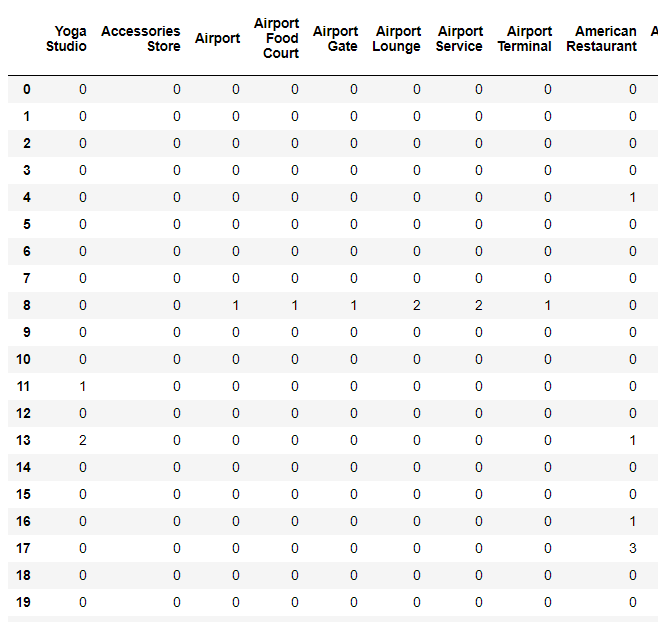 Yoga Studio Accessories Store Airport Airport Food Court Airport Gate Airport Lounge Airport Service Airport Terminal American Restaurant A
0 0 0 0 0 0 0 0 0 0
1 0 0 0 0 0 0 0 0 0
2 0 0 0 0 0 0 0 0 0
3 0 0 0 0 0 0 0 0 0
4 0 0 0 0 0 0 0 0 1
5 0 0 0 0 0 0 0 0 0
6 0 0 0 0 0 0 0 0 0
7 0 0 0 0 0 0 0 0 0
8 0 0 1 1 1 2 2 1 0
9 0 0 0 0 0 0 0 0 0
10 0 0 0 0 0 0 0 0 0
11 1 0 0 0 0 0 0 0 0
12 0 0 0 0 0 0 0 0 0
13 2 0 0 0 0 0 0 0 1
14 0 0 0 0 0 0 0 0 0
15 0 0 0 0 0 0 0 0 0
16 0 0 0 0 0 0 0 0 1
17 0 0 0 0 0 0 0 0 3
18 0 0 0 0 0 0 0 0 0
19 0 0 0 0 0 0 0 0 0